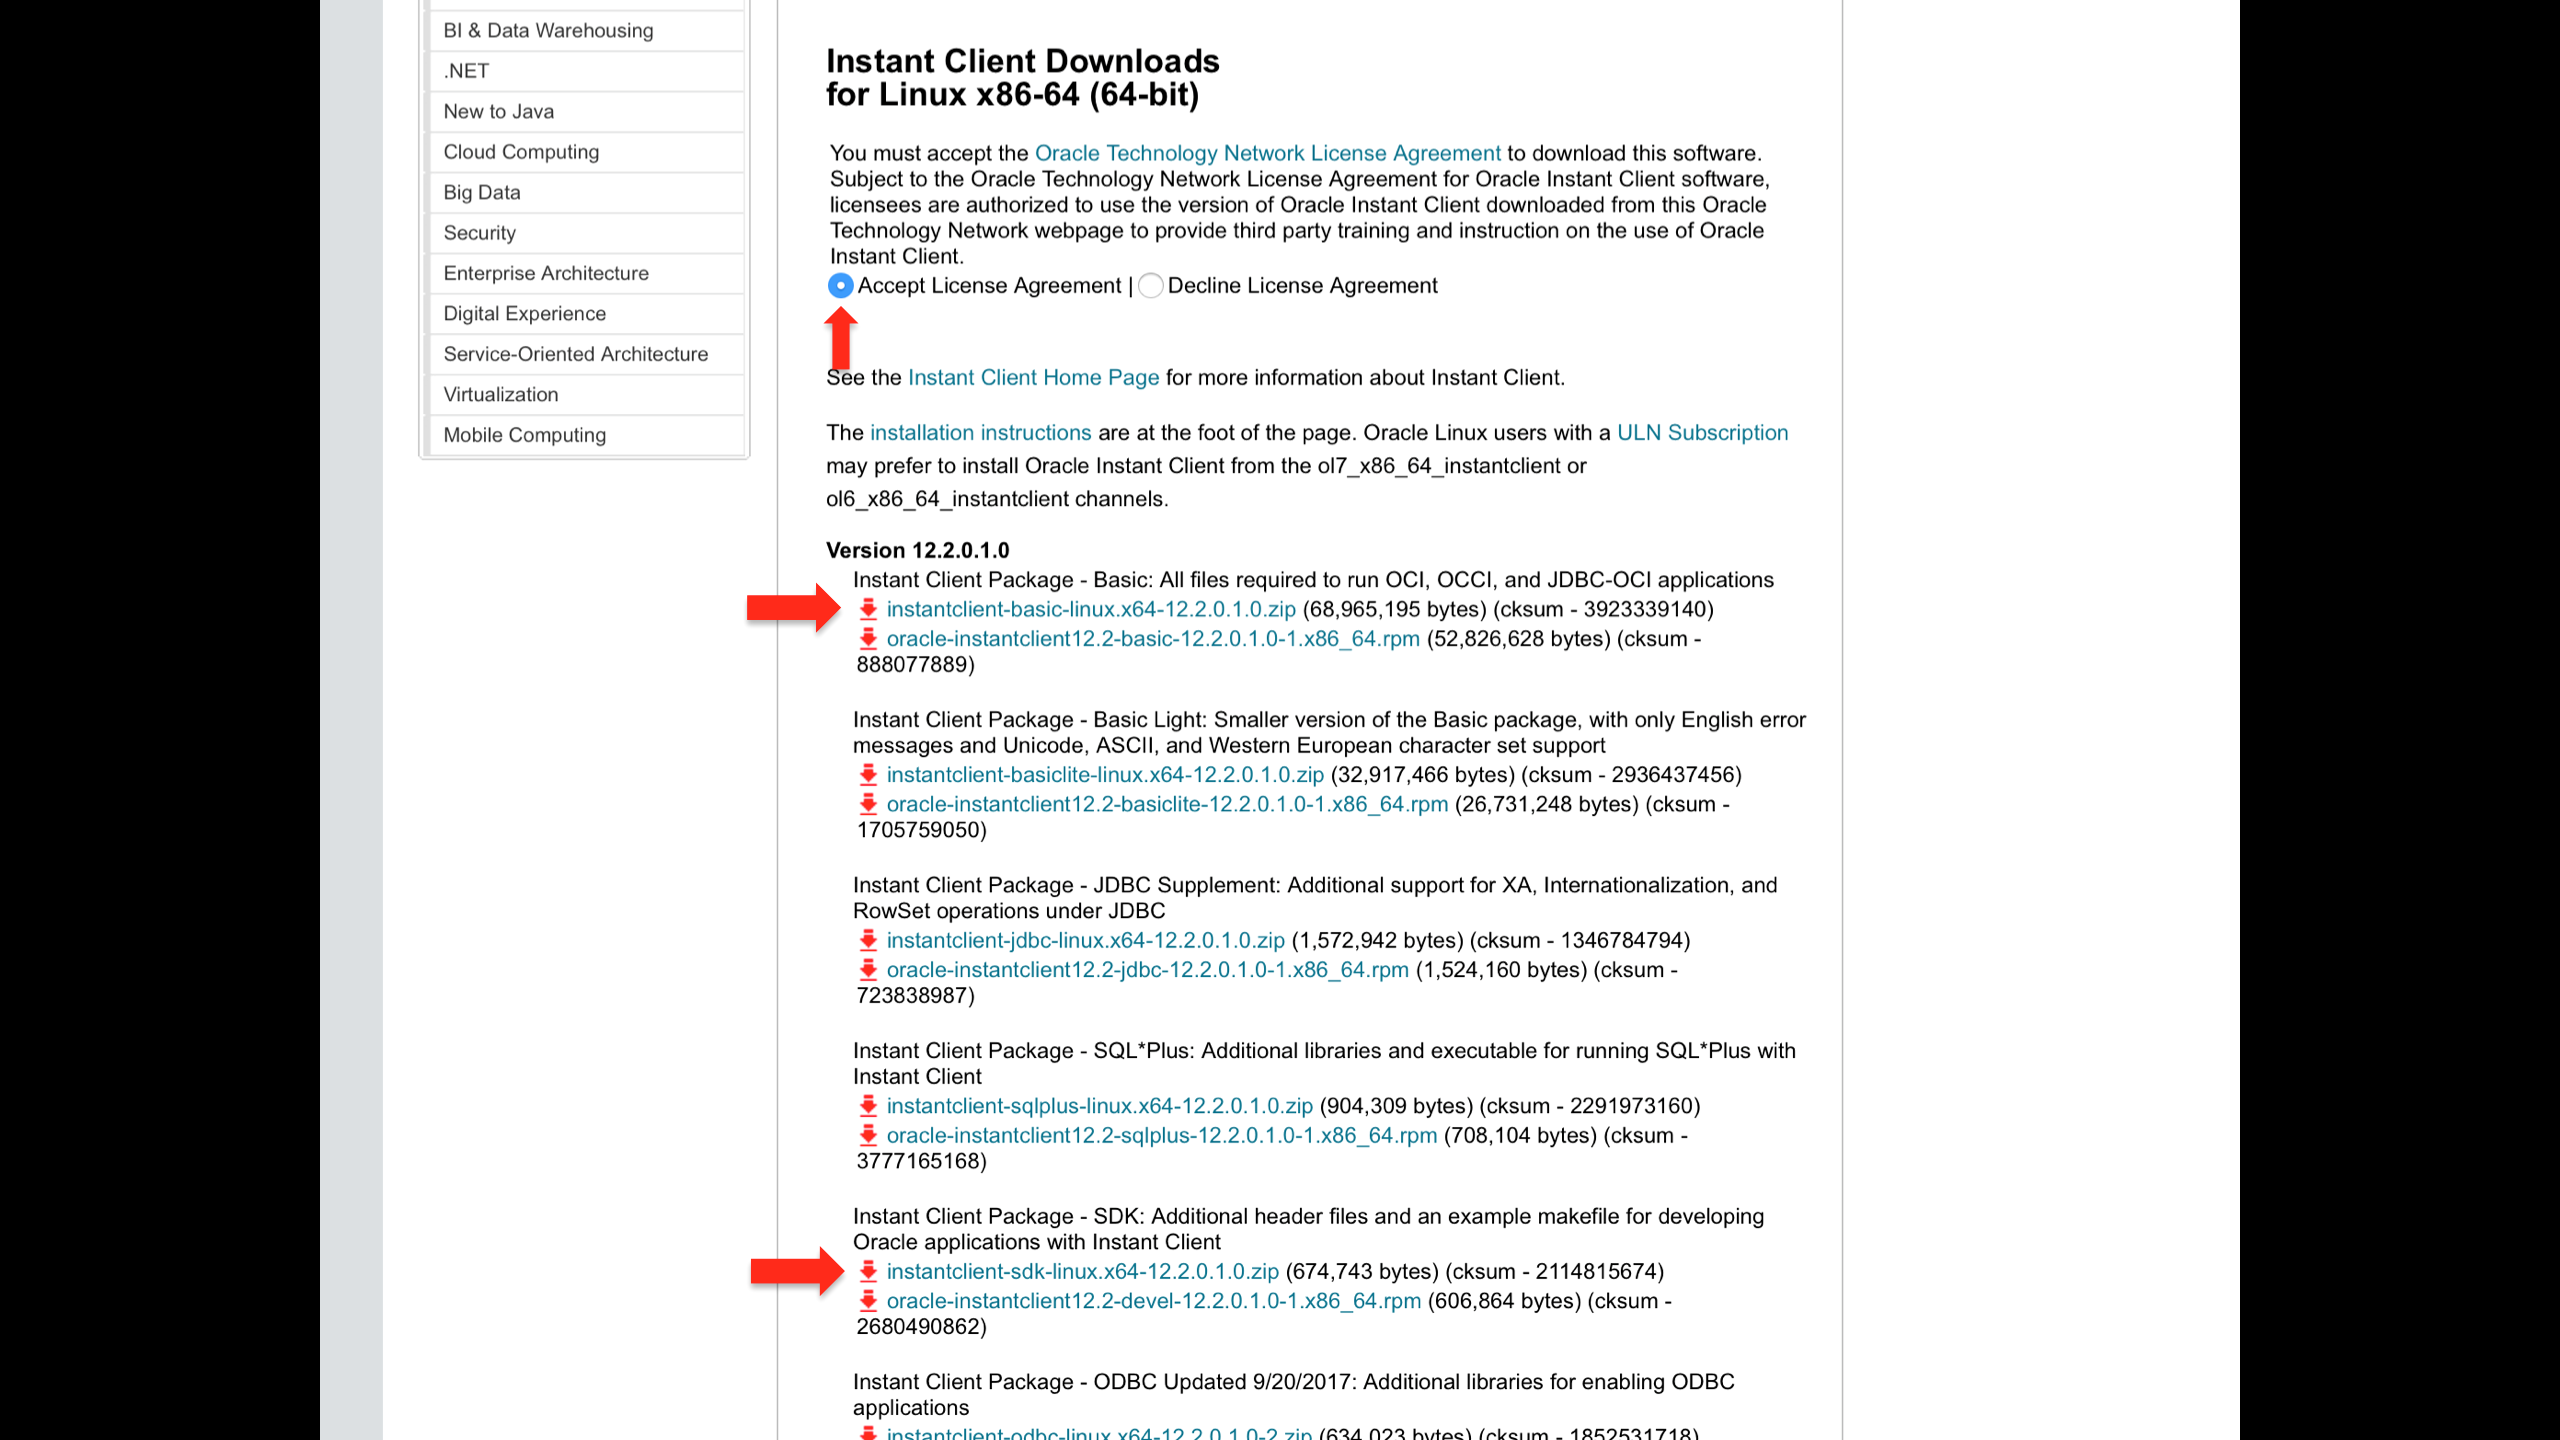 BI & Data Warehousing
.NET
New to Java
Cloud Computing
Big Data
Security
Enterprise Architecture
Digital Experience
Service-Oriented Architecture
Virtualization
Mobile Computing
Instant Client Downloads
for Linux x86-64 (64-bit)
You must accept the Oracle Technology Network License Agreement to download this software.
Subject to the Oracle Technology Network License Agreement for Oracle Instant Client software,
licensees are authorized to use the version of Oracle Instant Client downloaded from this Oracle
Technology Network webpage to provide third party training and instruction on the use of Oracle
Instant Client.
Accept License Agreement | Decline License Agreement
See the Instant Client Home Page for more information about Instant Client.
The installation instructions are at the foot of the page. Oracle Linux users with a ULN Subscription
may prefer to install Oracle Instant Client from the ol7_x86_64_instantclient or
ol6_x86_64_instantclient channels.
Version 12.2.0.1.0
Instant Client Package - Basic: All files required to run OCI, OCCI, and JDBC-OCI applications
instantclient-basic-linux.x64-12.2.0.1.0.zip (68,965,195 bytes) (cksum - 3923339140)
oracle-instantclient12.2-basic-12.2.0.1.0-1.x86_64.rpm (52,826,628 bytes) (cksum -
888077889)
Instant Client Package - Basic Light: Smaller version of the Basic package, with only English error
messages and Unicode, ASCII, and Western European character set support
instantclient-basiclite-linux.x64-12.2.0.1.0.zip (32,917,466 bytes) (cksum - 2936437456)
oracle-instantclient12.2-basiclite-12.2.0.1.0-1.x86_64.rpm (26,731,248 bytes) (cksum -
1705759050)
Instant Client Package - JDBC Supplement: Additional support for XA, Internationalization, and
RowSet operations under JDBC
instantclient-jdbc-linux.x64-12.2.0.1.0.zip (1,572,942 bytes) (cksum - 1346784794)
oracle-instantclient12.2-jdbc-12.2.0.1.0-1.x86_64.rpm (1,524,160 bytes) (cksum -
723838987)
Instant Client Package - SQL*Plus: Additional libraries and executable for running SQL*Plus with
Instant Client
instantclient-sqlplus-linux.x64-12.2.0.1.0.zip (904,309 bytes) (cksum - 2291973160)
oracle-instantclient12.2-sqlplus-12.2.0.1.0-1.x86_64.rpm (708,104 bytes) (cksum -
3777165168)
Instant Client Package - SDK: Additional header files and an example makefile for developing
Oracle applications with Instant Client
instantclient-sdk-linux.x64-12.2.0.1.0.zip (674,743 bytes) (cksum - 2114815674)
oracle-instantclient12.2-devel-12.2.0.1.0-1.x86_64.rpm (606,864 bytes) (cksum -
2680490862)
Instant Client Package - ODBC Updated 9/20/2017: Additional libraries for enabling ODBC
applications
instantclient-odbc-linux.x64-12.2.0.1.0-2.zip (634,023 bytes) (cksum - 1852531718)